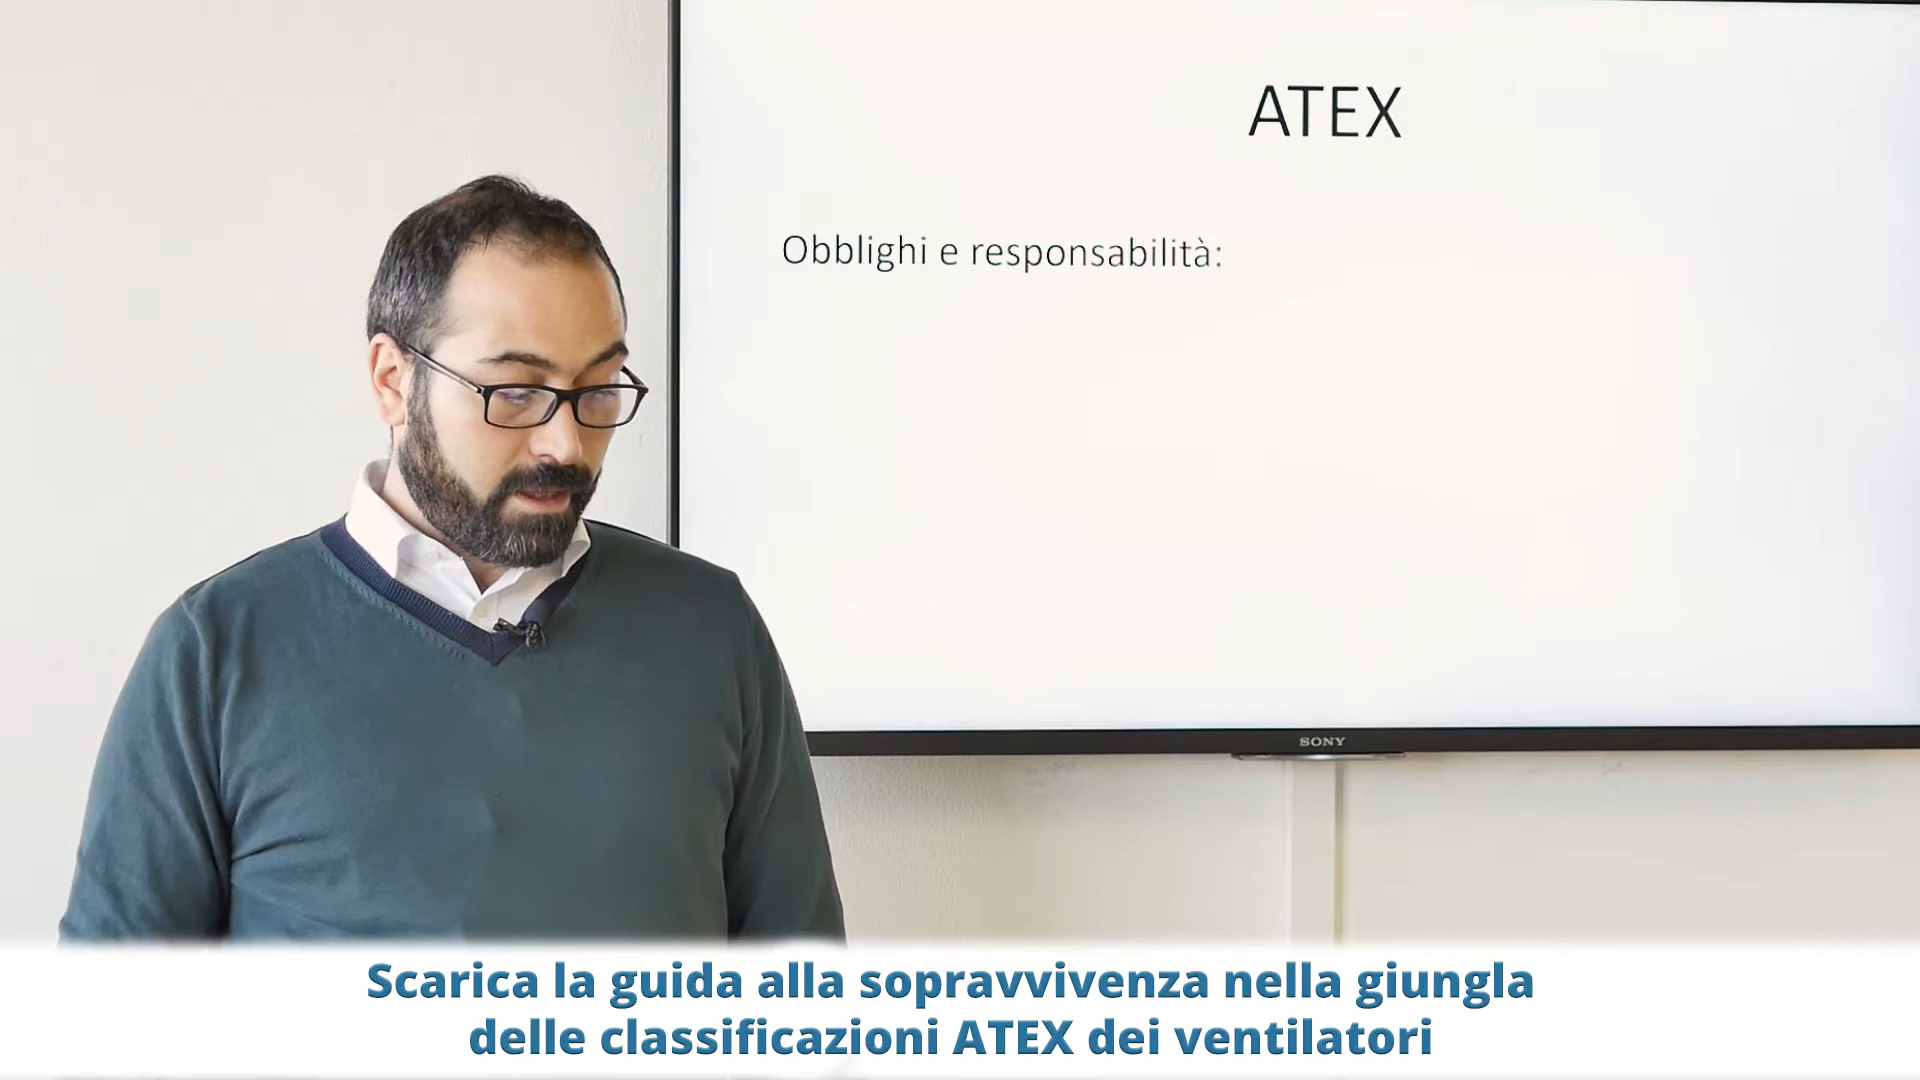 ATEX
Obblighi e responsabilità:
SONY
Scarica la guida alla sopravvivenza nella giungla
delle classificazioni ATEX dei ventilatori